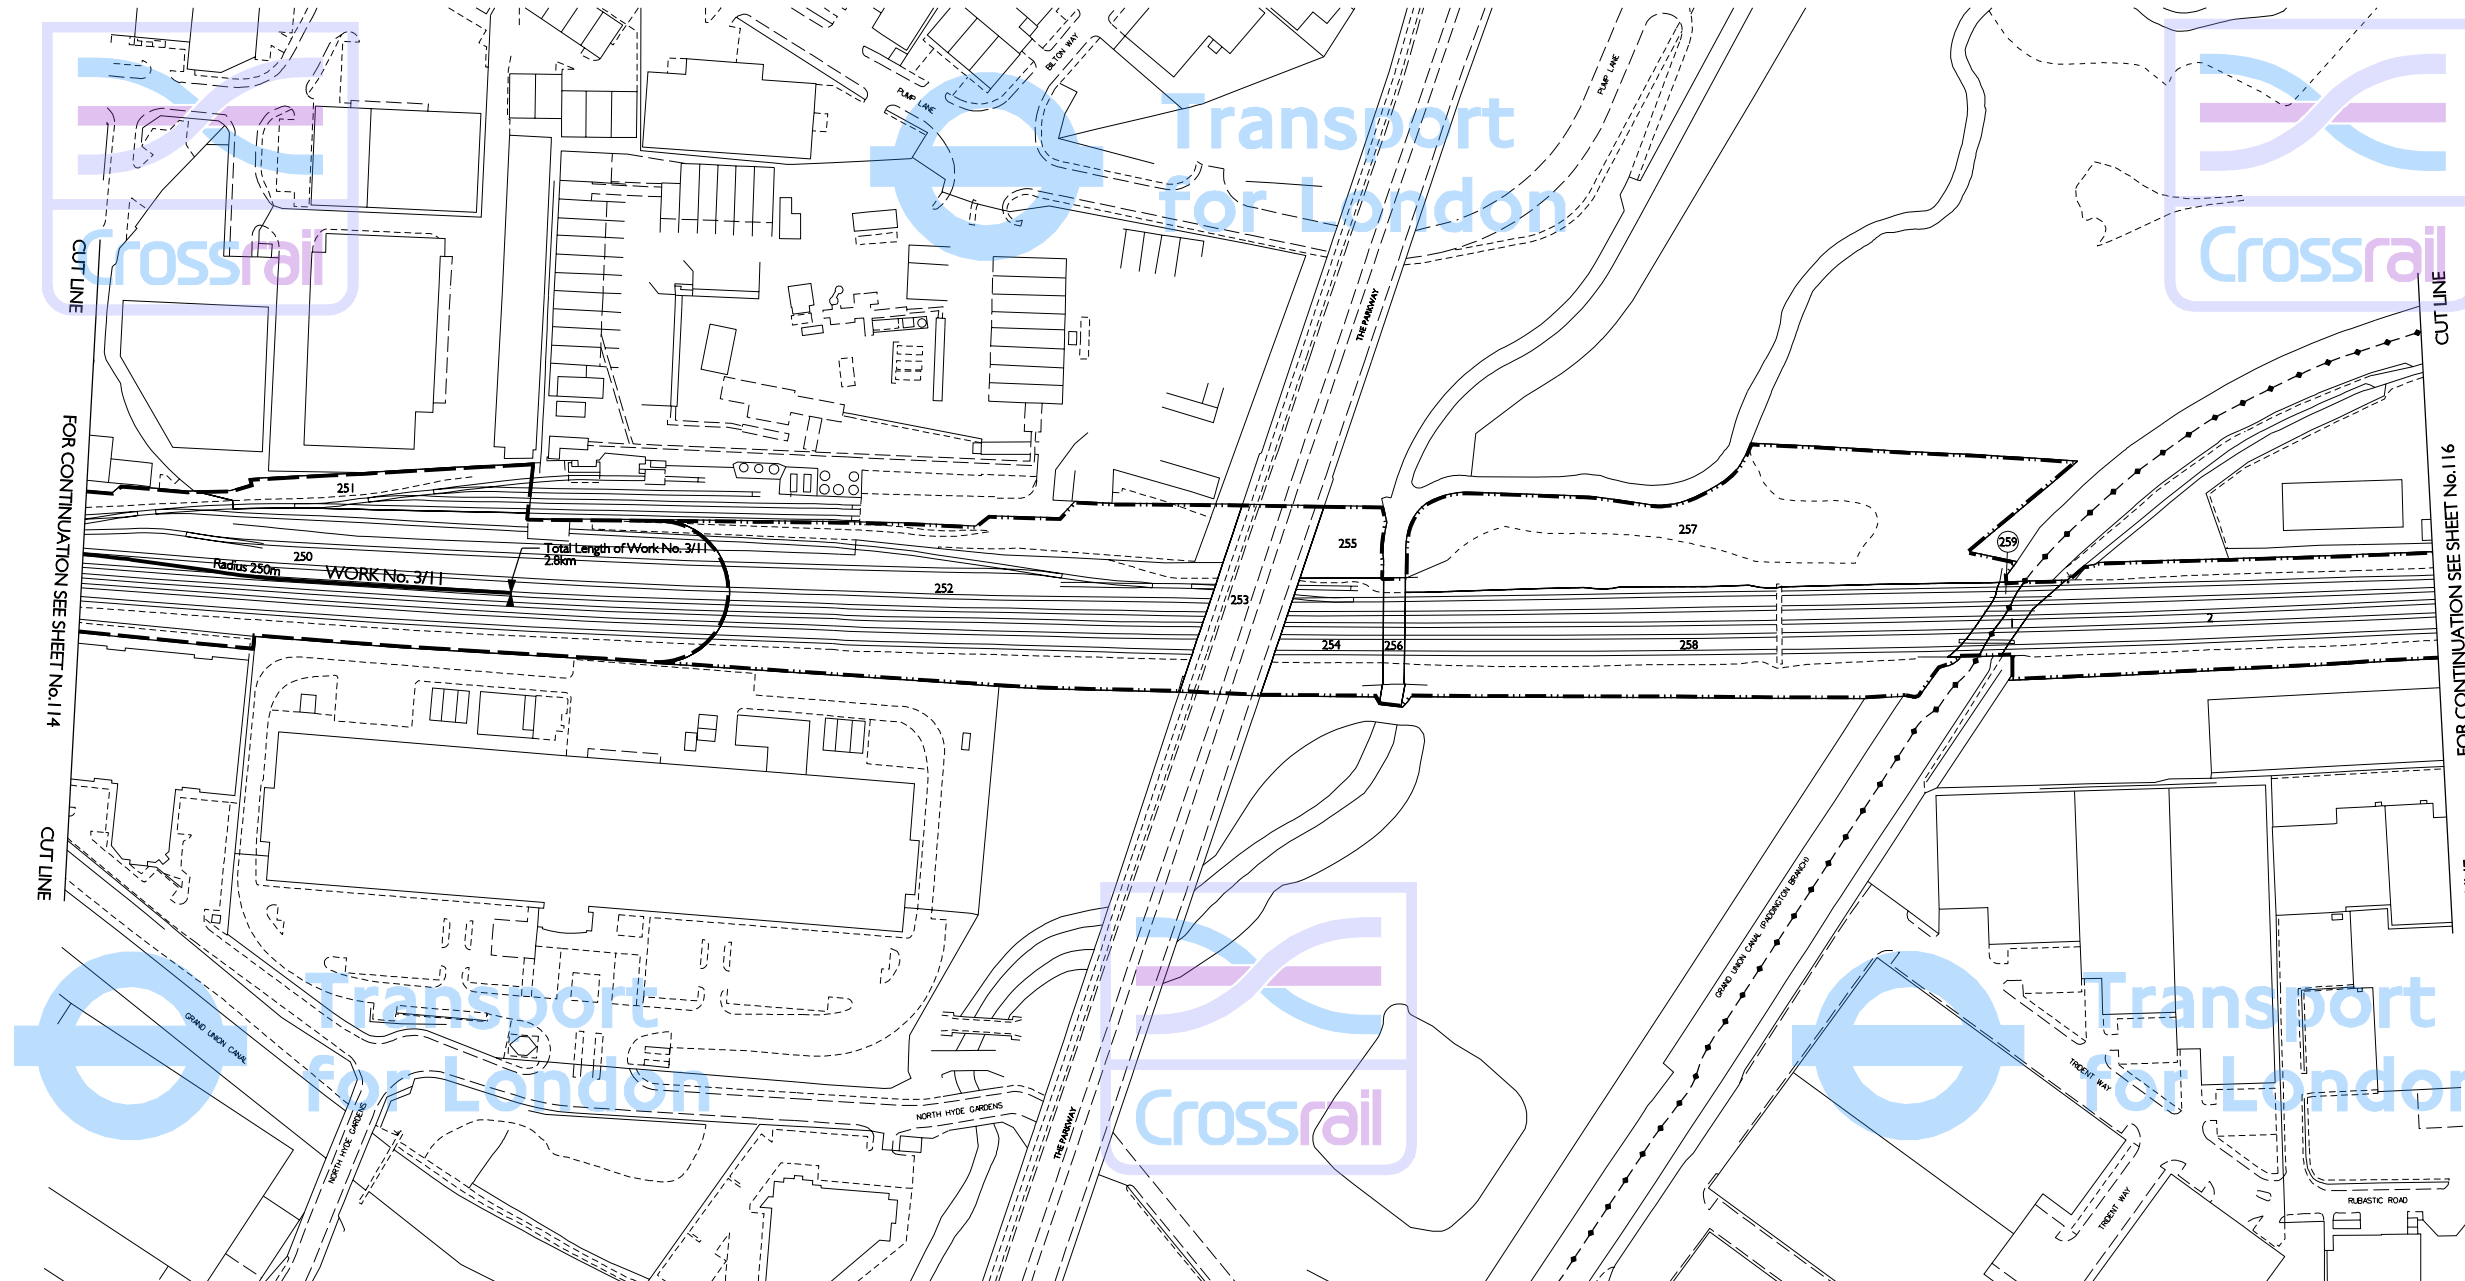 BILTON WAY
PUMP LANE
PUMP LANE
Transport
for London
Crossrail
Crossrail
CUT LINE
CUT LINE
THE PARKWAY
FOR CONTINUATION SEE SHEET No.114
FOR CONTINUATION SEE SHEET No.116
251
250
Radius 250m
WORK No. 3/11
Total Length of Work No. 3/11
2.8km
252
253
254
255
256
257
258
259
2
CUT LINE
GRAND UNION CANAL (PADDINGTON BRANCH)
GRAND UNION CANAL
Transport
for London
Crossrail
Transport
for London
NORTH HYDE GARDENS
NORTH HYDE GARDENS
THE PARKWAY
TRIDENT WAY
TRIDENT WAY
RUBASTIC ROAD